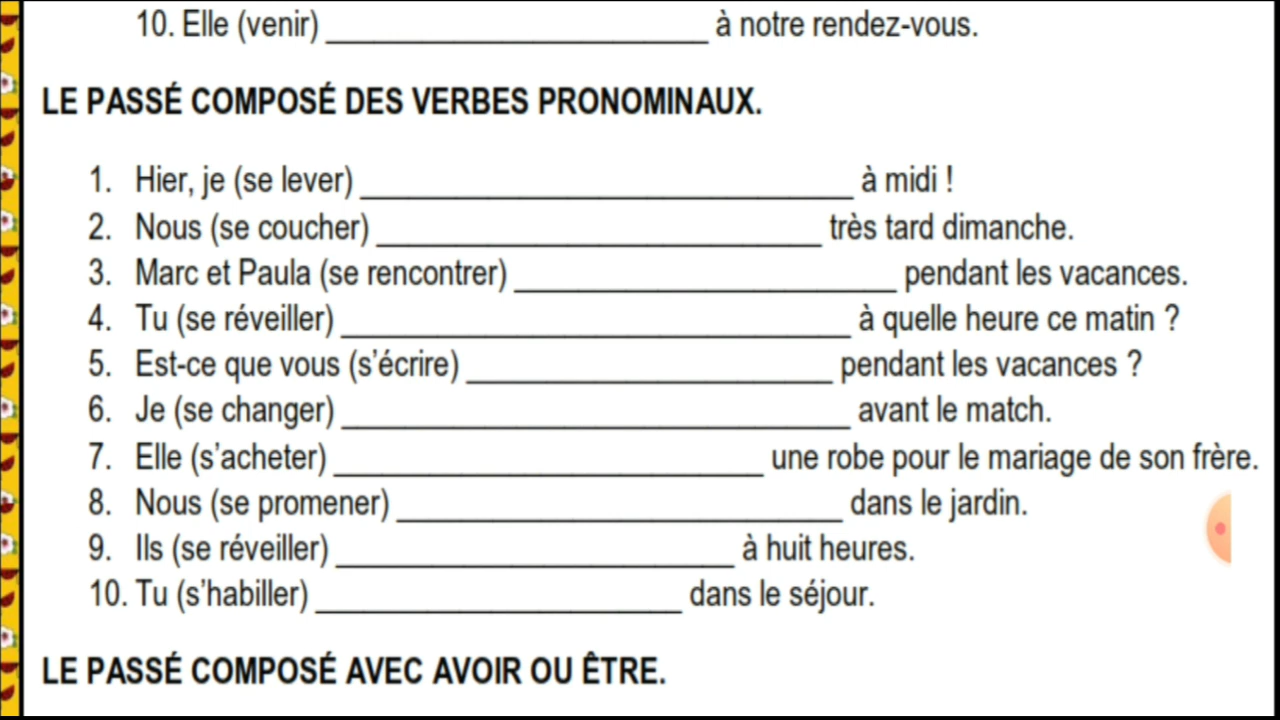 10. Elle (venir) ________________________ à notre rendez-vous.
LE PASSÉ COMPOSÉ DES VERBES PRONOMINAUX.
1. Hier, je (se lever) _______________________________ à midi !
2. Nous (se coucher) ____________________________ très tard dimanche.
3. Marc et Paula (se rencontrer) ________________________ pendant les vacances.
4. Tu (se réveiller) ________________________________ à quelle heure ce matin ?
5. Est-ce que vous (s'écrire) _______________________ pendant les vacances ?
6. Je (se changer) ________________________________ avant le match.
7. Elle (s'acheter) ___________________________ une robe pour le mariage de son frère.
8. Nous (se promener) ____________________________ dans le jardin.
9. Ils (se réveiller) _________________________ à huit heures.
10. Tu (s'habiller) _______________________ dans le séjour.
LE PASSÉ COMPOSÉ AVEC AVOIR OU ÊTRE.